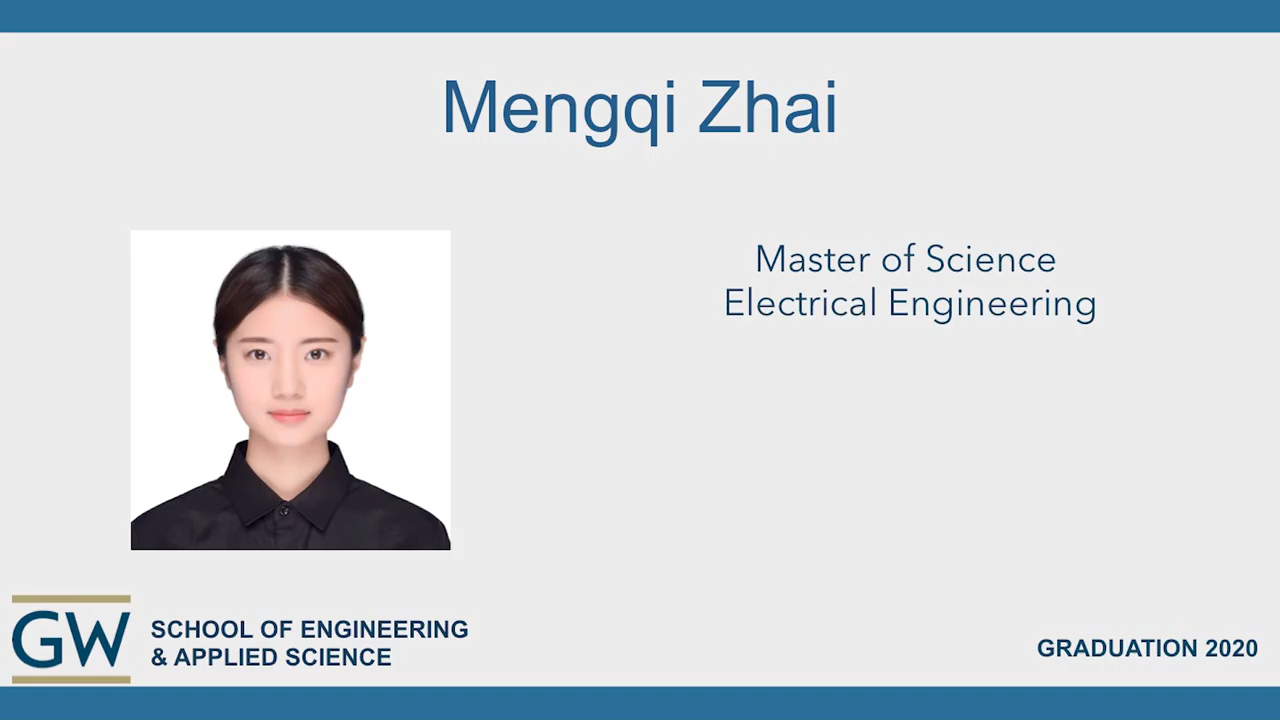 Mengqi Zhai
Master of Science
Electrical Engineering
GW
SCHOOL OF ENGINEERING
& APPLIED SCIENCE
GRADUATION 2020